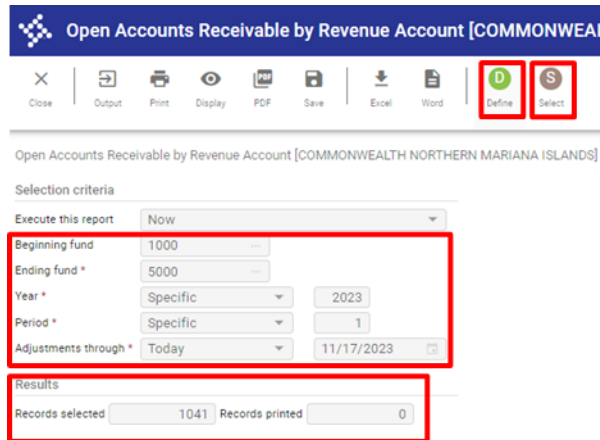 Open Accounts Receivable by Revenue Account [COMMONWEAL
D S
Close Output Print Display PDF Save Excel Word Define Select
Open Accounts Receivable by Revenue Account [COMMONWEALTH NORTHERN MARIANA ISLANDS]
Selection criteria
Execute this report Now
Beginning fund 1000 ...
Ending fund * 5000 ...
Year * Specific 2023
Period * Specific 1
Adjustments through * Today 11/17/2023
Results
Records selected 1041 Records printed 0